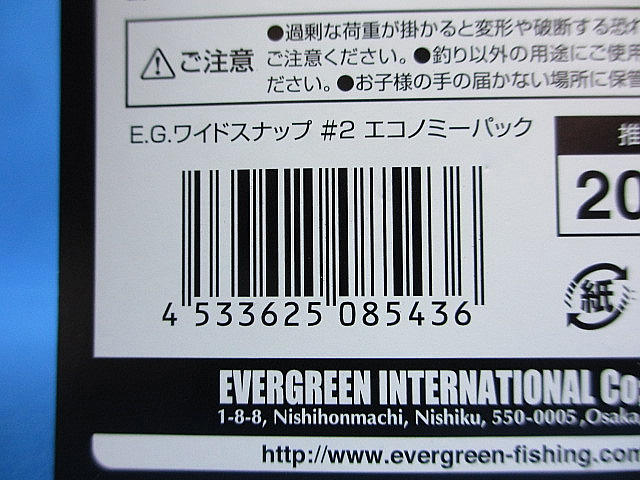 ●過剰な荷重が掛かると変形や破断する恐れ
ご注意
ご注意ください。●釣り以外の用途にご使用
ださい。●お子様の手の届かない場所に保管
E.G.ワイドスナップ #2 エコノミーパック
推
20
4 533625 085436
紙
EVERGREEN INTERNATIONAL Co.
1-8-8, Nishihonmachi, Nishiku, 550-0005,Osaka
http://www.evergreen-fishing.com